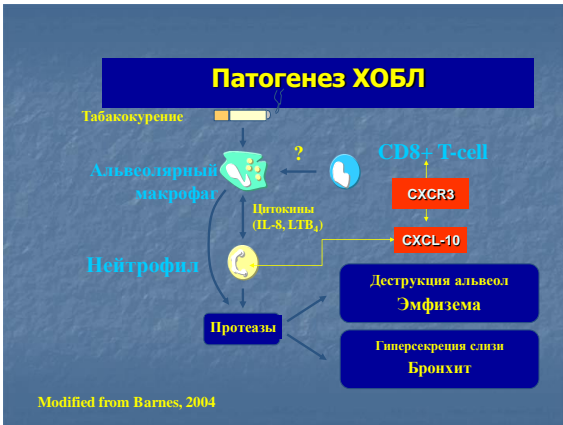 Патогенез ХОБЛ
Табакокурение
?
CD8+ T-cell
Альвеолярный
макрофаг
CXCR3
Цитокины
(IL-8, LTB₄)
CXCL-10
Нейтрофил
Деструкция альвеол
Эмфизема
Протеазы
Гиперсекреция слизи
Бронхит
Modified from Barnes, 2004